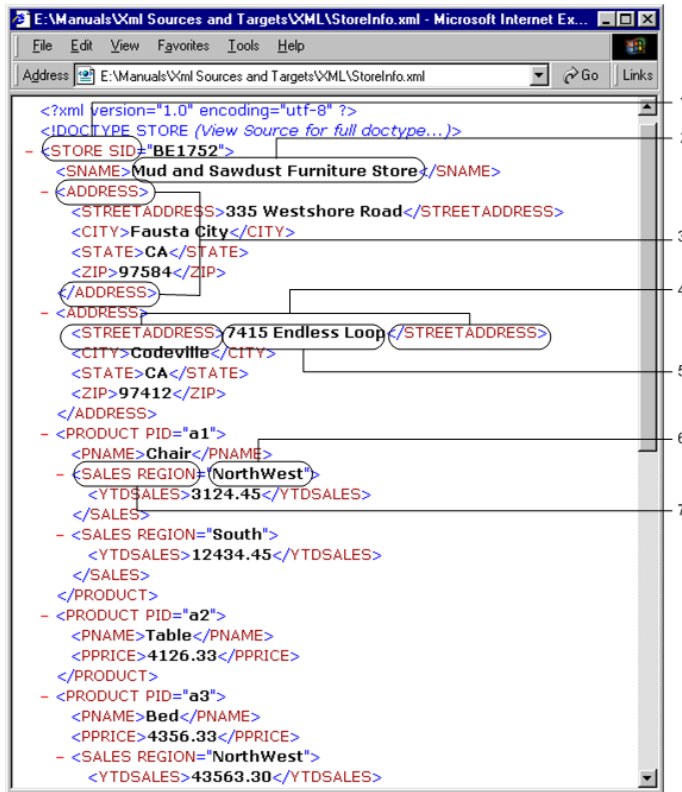 E:\Manuals\Xml Sources and Targets\XML\StoreInfo.xml - Microsoft Internet Ex...
File Edit View Favorites Tools Help
Address E:\Manuals\Xml Sources and Targets\XML\StoreInfo.xml Go Links
<?xml version="1.0" encoding="utf-8" ?>
1
<!DOCTYPE STORE (View Source for full doctype...)>
2
- <STORE SID="BE1752">
<SNAME>Mud and Sawdust Furniture Store</SNAME>
- <ADDRESS>
<STREETADDRESS>335 Westshore Road</STREETADDRESS>
<CITY>Fausta City</CITY>
3
<STATE>CA</STATE>
<ZIP>97584</ZIP>
</ADDRESS>
4
- <ADDRESS>
<STREETADDRESS>7415 Endless Loop</STREETADDRESS>
<CITY>Codeville</CITY>
5
<STATE>CA</STATE>
<ZIP>97412</ZIP>
</ADDRESS>
- <PRODUCT PID="a1">
6
<PNAME>Chair</PNAME>
- <SALES REGION="NorthWest">
<YTDSALES>3124.45</YTDSALES>
7
</SALES>
- <SALES REGION="South">
<YTDSALES>12434.45</YTDSALES>
</SALES>
</PRODUCT>
- <PRODUCT PID="a2">
<PNAME>Table</PNAME>
<PPRICE>4126.33</PPRICE>
</PRODUCT>
- <PRODUCT PID="a3">
<PNAME>Bed</PNAME>
<PPRICE>4356.33</PPRICE>
- <SALES REGION="NorthWest">
<YTDSALES>43563.30</YTDSALES>